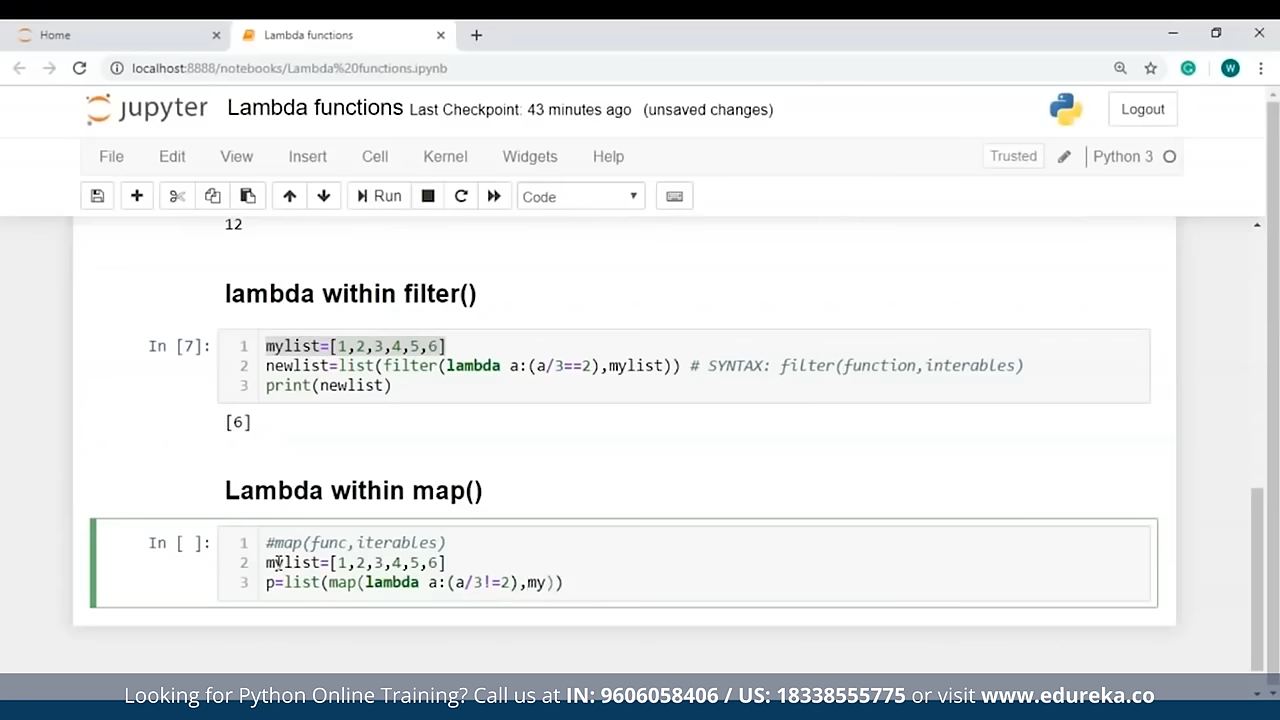 Home
Lambda functions
localhost:8888/notebooks/Lambda%20functions.ipynb
W
jupyter Lambda functions Last Checkpoint: 43 minutes ago (unsaved changes)
Logout
File Edit View Insert Cell Kernel Widgets Help
Trusted
Python 3
Run
Code
12
lambda within filter()
In [7]:
1 mylist=[1,2,3,4,5,6]
2 newlist=list(filter(lambda a:(a/3==2),mylist)) # SYNTAX: filter(function,interables)
3 print(newlist)
[6]
Lambda within map()
In [ ]:
1 #map(func,iterables)
2 mylist=[1,2,3,4,5,6]
3 p=list(map(lambda a:(a/3!=2),my))
Looking for Python Online Training? Call us at IN: 9606058406 / US: 18338555775 or visit www.edureka.co